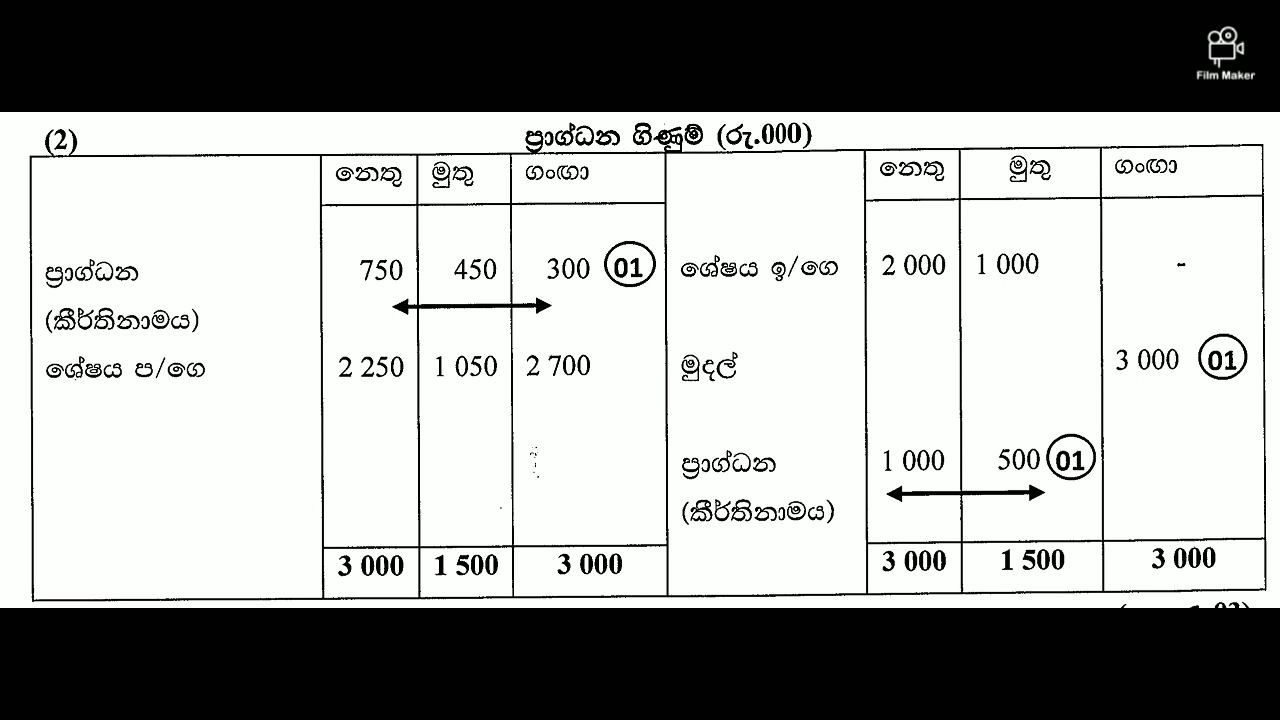 Film Maker
(2) ප්‍රාග්ධන ගිණුම් (රු.000)
නෙතු මුතු ගංඟා නෙතු මුතු ගංඟා
ප්‍රාග්ධන 750 450 300 01 ශේෂය ඉ/ගෙ 2 000 1 000 -
(කීර්තිනාමය)
ශේෂය ප/ගෙ 2 250 1 050 2 700 මුදල් 3 000 01
ප්‍රාග්ධන 1 000 500 01
(කීර්තිනාමය)
3 000 1 500 3 000 3 000 1 500 3 000